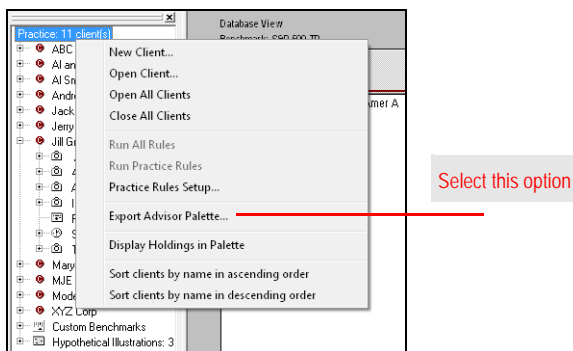 Practice: 11 client(s)
Database View
Benchmark: S&P 500 TD
ABC
Al an
Al Sn
Andr
Jack
Jerry
Jill Gr
Mary
MJE
Mode
XYZ Corp
Custom Benchmarks
Hypothetical Illustrations: 3
New Client...
Open Client...
Open All Clients
Close All Clients
Run All Rules
Run Practice Rules
Practice Rules Setup...
Export Advisor Palette...
Display Holdings in Palette
Sort clients by name in ascending order
Sort clients by name in descending order
Amer A
Select this option